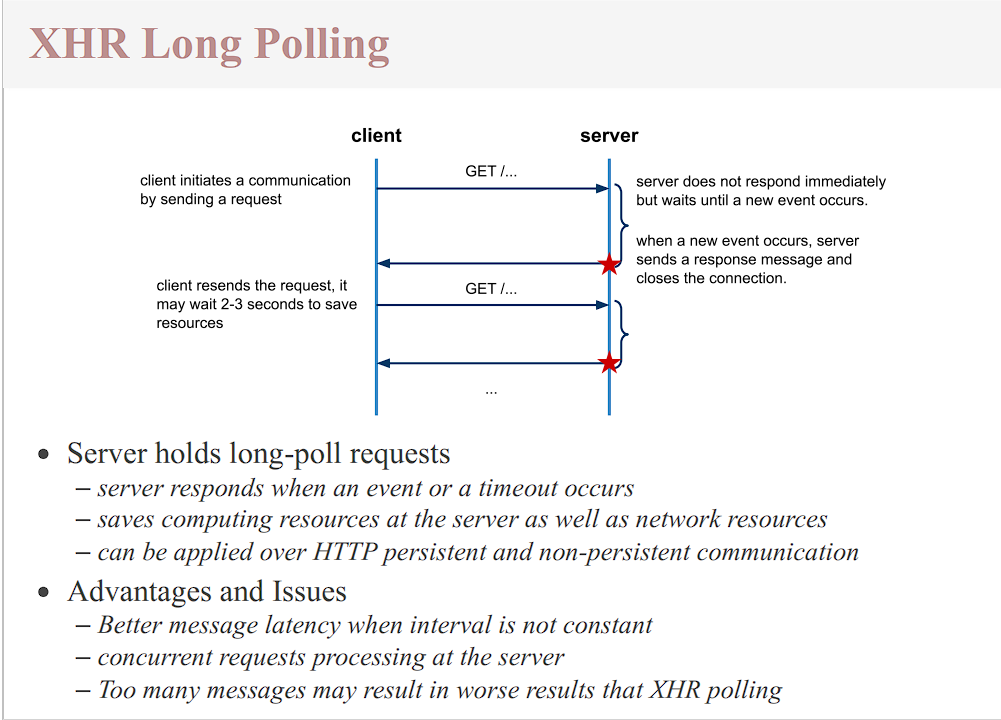 XHR Long Polling
client
server
GET /...
client initiates a communication
by sending a request
server does not respond immediately
but waits until a new event occurs.
when a new event occurs, server
sends a response message and
closes the connection.
client resends the request, it
may wait 2-3 seconds to save
resources
GET /...
...
• Server holds long-poll requests
– server responds when an event or a timeout occurs
– saves computing resources at the server as well as network resources
– can be applied over HTTP persistent and non-persistent communication
• Advantages and Issues
– Better message latency when interval is not constant
– concurrent requests processing at the server
– Too many messages may result in worse results that XHR polling